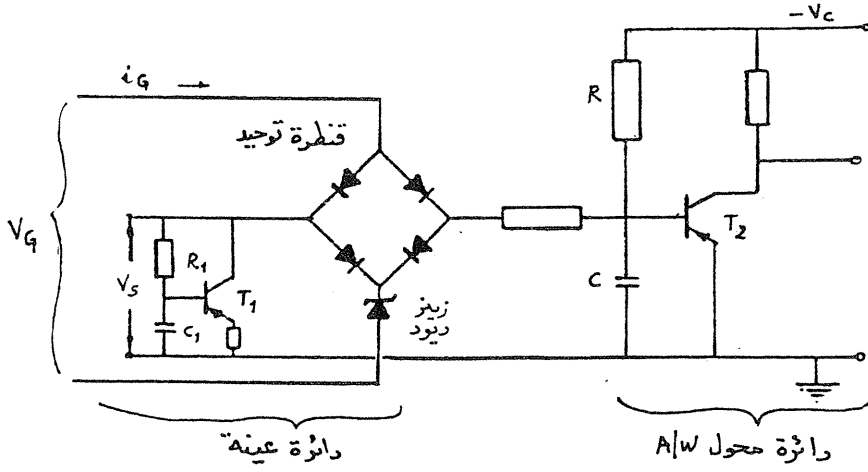 -Vc
iG
R
قنطرة توحيد
VG
T2
R1
VS
T1
C
C1
زينر
ديود
دائرة عينة
دائرة محول A/W